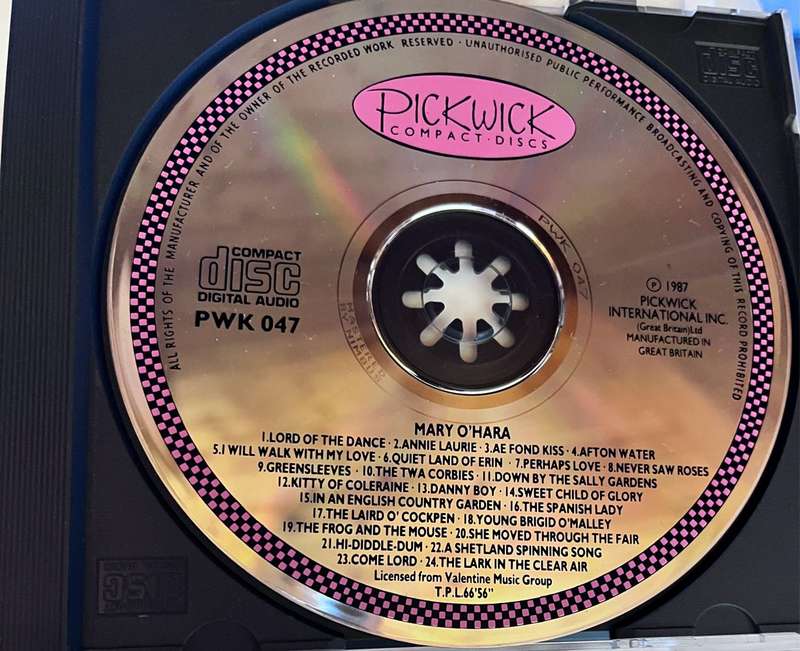 ALL RIGHTS OF THE MANUFACTURER AND OF THE OWNER OF THE RECORDED WORK RESERVED · UNAUTHORISED PUBLIC PERFORMANCE BROADCASTING AND COPYING OF THIS RECORD PROHIBITED
PICKWICK
COMPACT·DISCS
PWK 047
COMPACT
disc
DIGITAL AUDIO
PWK 047
MASTERED
BY NIMBUS
℗ 1987
PICKWICK
INTERNATIONAL INC.
(Great Britain)Ltd
MANUFACTURED IN
GREAT BRITAIN
MARY O'HARA
1.LORD OF THE DANCE · 2.ANNIE LAURIE · 3.AE FOND KISS · 4.AFTON WATER
5.I WILL WALK WITH MY LOVE · 6.QUIET LAND OF ERIN · 7.PERHAPS LOVE · 8.NEVER SAW ROSES
9.GREENSLEEVES · 10.THE TWA CORBIES · 11.DOWN BY THE SALLY GARDENS
12.KITTY OF COLERAINE · 13.DANNY BOY · 14.SWEET CHILD OF GLORY
15.IN AN ENGLISH COUNTRY GARDEN · 16.THE SPANISH LADY
17.THE LAIRD O' COCKPEN · 18.YOUNG BRIGID O'MALLEY
19.THE FROG AND THE MOUSE · 20.SHE MOVED THROUGH THE FAIR
21.HI-DIDDLE-DUM · 22.A SHETLAND SPINNING SONG
23.COME LORD · 24.THE LARK IN THE CLEAR AIR
Licensed from Valentine Music Group
T.P.L.66'56"